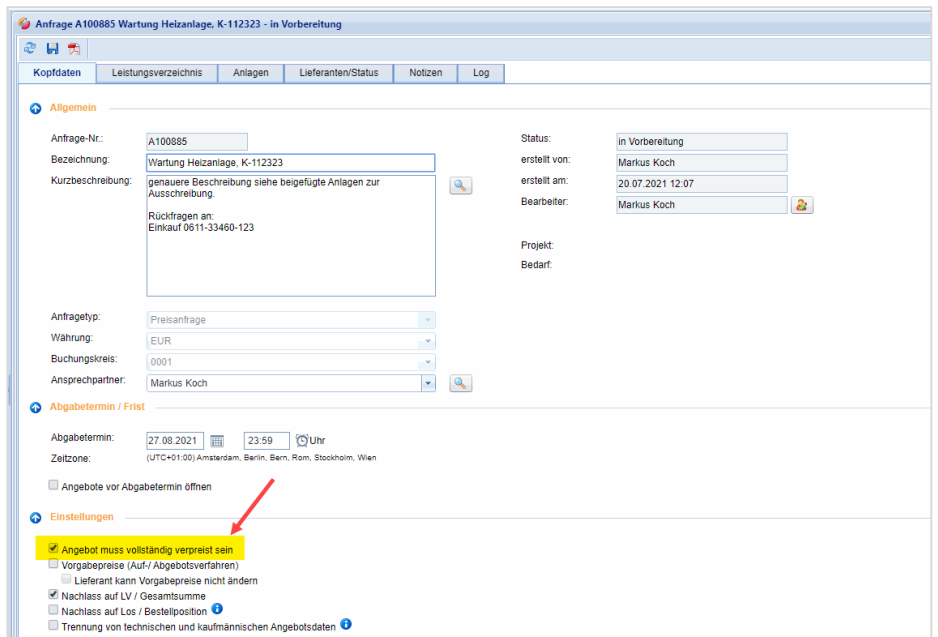 Anfrage A100885 Wartung Heizanlage, K-112323 - in Vorbereitung
Kopfdaten Leistungsverzeichnis Anlagen Lieferanten/Status Notizen Log
Allgemein
Anfrage-Nr.: A100885
Bezeichnung: Wartung Heizanlage, K-112323
Kurzbeschreibung: genauere Beschreibung siehe beigefügte Anlagen zur
Ausschreibung.
Rückfragen an:
Einkauf 0611-33460-123
Status: in Vorbereitung
erstellt von: Markus Koch
erstellt am: 20.07.2021 12:07
Bearbeiter: Markus Koch
Projekt:
Bedarf:
Anfragetyp: Preisanfrage
Währung: EUR
Buchungskreis: 0001
Ansprechpartner: Markus Koch
Abgabetermin / Frist
Abgabetermin: 27.08.2021 23:59 Uhr
Zeitzone: (UTC+01:00) Amsterdam, Berlin, Bern, Rom, Stockholm, Wien
Angebote vor Abgabetermin öffnen
Einstellungen
Angebot muss vollständig verpreist sein
Vorgabepreise (Auf-/ Abgebotsverfahren)
Lieferant kann Vorgabepreise nicht ändern
Nachlass auf LV / Gesamtsumme
Nachlass auf Los / Bestellposition
Trennung von technischen und kaufmännischen Angebotsdaten